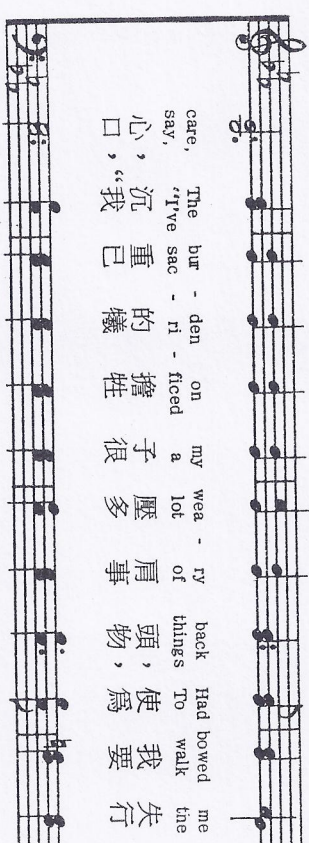 care, The bur - den on my wea - ry back Had bowed me
say, "I've sac - ri - ficed a lot of things To walk the
心，沉重的擔子壓肩頭，使我失
口，“我已犧牲很多事物，爲要行